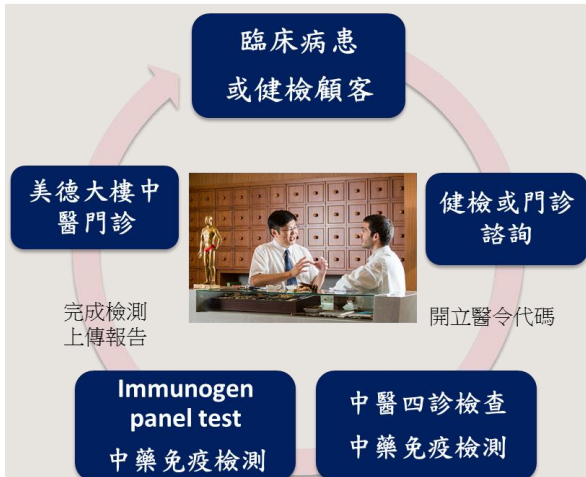 臨床病患
或健檢顧客
美德大樓中
醫門診
健檢或門診
諮詢
完成檢測
上傳報告
開立醫令代碼
Immunogen
panel test
中藥免疫檢測
中醫四診檢查
中藥免疫檢測